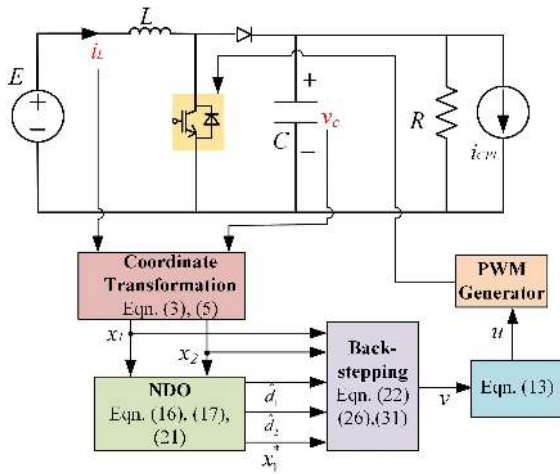 L
i_L
E
+
−
+
−
C
v_c
R
i_CPL
Coordinate
Transformation
Eqn. (3), (5)
PWM
Generator
x_1
x_2
u
NDO
Eqn. (16), (17),
(21)
d̂_1
d̂_2
x_1^*
Back-
stepping
Eqn. (22)
(26),(31)
v
Eqn. (13)